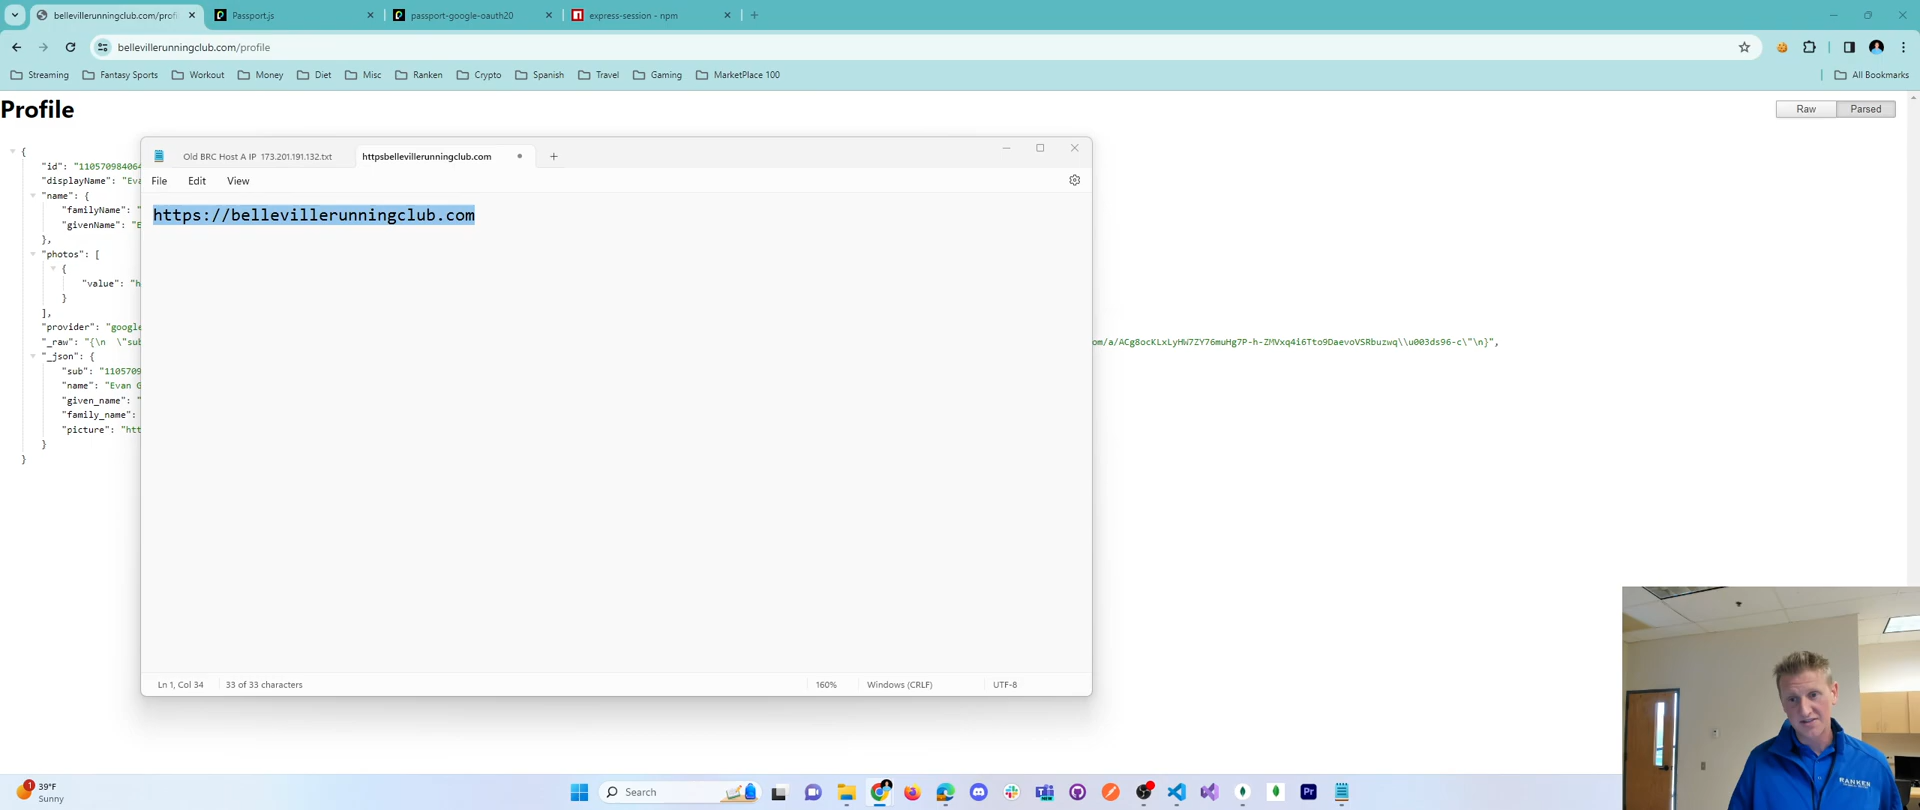 bellevillerunningclub.com/profi
Passport.js
passport-google-oauth20
express-session - npm
bellevillerunningclub.com/profile
Streaming
Fantasy Sports
Workout
Money
Diet
Misc
Ranken
Crypto
Spanish
Travel
Gaming
MarketPlace 100
All Bookmarks
Profile
Raw
Parsed
{
"id": "110570984064
"displayName": "Eva
"name": {
"familyName": "
"givenName": "E
},
"photos": [
{
"value": "h
}
],
"provider": "google
"_raw": "{\n \"sub
om/a/ACg8ocKLxLyHW7ZY76muHg7P-h-ZMVxq4i6Tto9DaevoVSRbuzwq\\u003ds96-c\"\n}",
"_json": {
"sub": "1105709
"name": "Evan G
"given_name": "
"family_name":
"picture": "htt
}
}
Old BRC Host A IP 173.201.191.132.txt
httpsbellevillerunningclub.com
File
Edit
View
https://bellevillerunningclub.com
Ln 1, Col 34
33 of 33 characters
160%
Windows (CRLF)
UTF-8
1
39°F
Sunny
Search
Pr
RANKEN